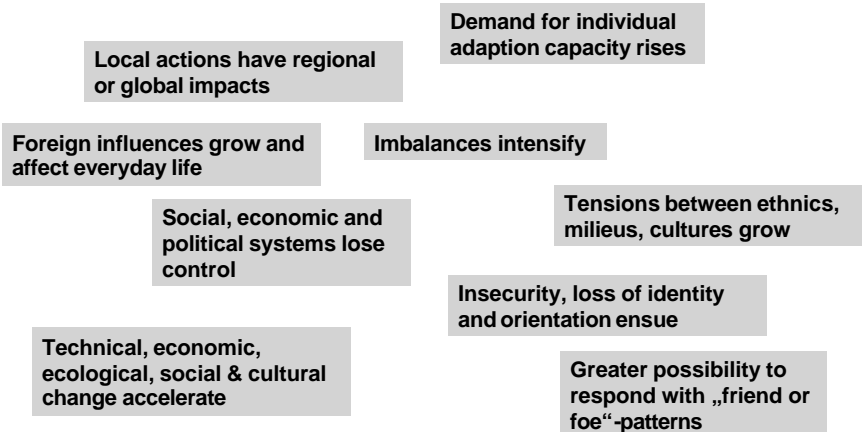 Demand for individual
adaption capacity rises
Local actions have regional
or global impacts
Foreign influences grow and
affect everyday life
Imbalances intensify
Tensions between ethnics,
milieus, cultures grow
Social, economic and
political systems lose
control
Insecurity, loss of identity
and orientation ensue
Technical, economic,
ecological, social & cultural
change accelerate
Greater possibility to
respond with „friend or
foe“-patterns